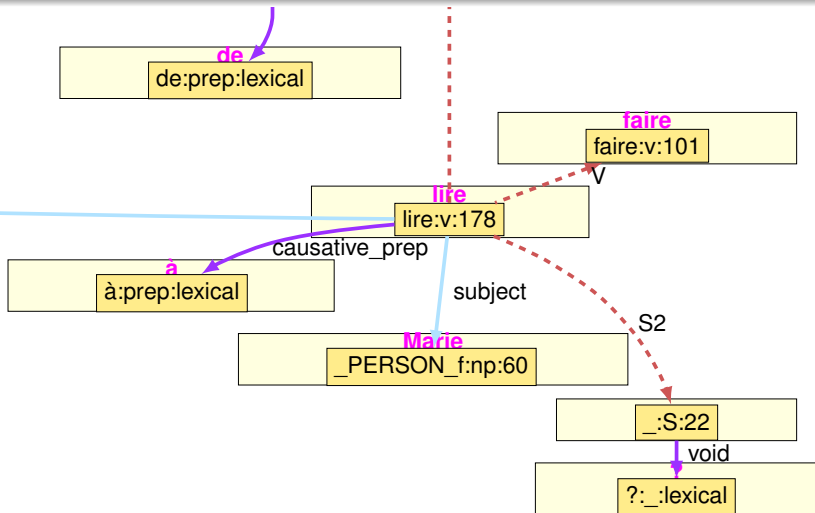 de
de:prep:lexical
faire
faire:v:101
V
lire
lire:v:178
causative_prep
à
à:prep:lexical
subject
S2
Marie
_PERSON_f:np:60
_:S:22
void
?:_:lexical